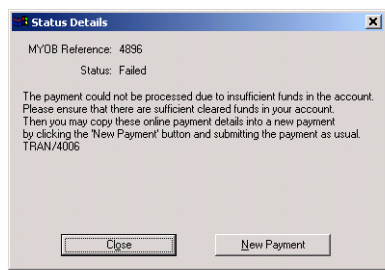 Status Details
MYOB Reference: 4896
Status: Failed
The payment could not be processed due to insufficient funds in the account.
Please ensure that there are sufficient cleared funds in your account.
Then you may copy these online payment details into a new payment
by clicking the 'New Payment' button and submitting the payment as usual.
TRAN/4006
Close New Payment